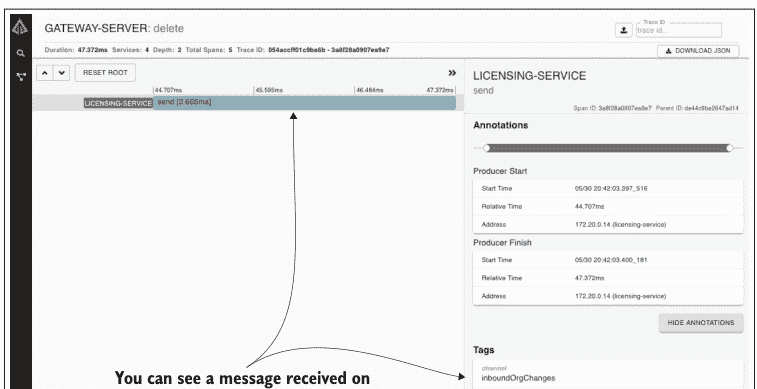 GATEWAY-SERVER: delete
Trace ID
trace id...
Duration: 47.372ms Services: 4 Depth: 2 Total Spans: 5 Trace ID: 054accff01c9ba6b - 3a8f28a0907ea9e7
DOWNLOAD JSON
RESET ROOT
44.707ms 45.595ms 46.484ms 47.372ms
LICENSING-SERVICE send [2.665ms]
LICENSING-SERVICE
send
Span ID: 3a8f28a0907ea9e7 Parent ID: de44c9be2647ad14
Annotations
Producer Start
Start Time 05/30 20:42:03.397_516
Relative Time 44.707ms
Address 172.20.0.14 (licensing-service)
Producer Finish
Start Time 05/30 20:42:03.400_181
Relative Time 47.372ms
Address 172.20.0.14 (licensing-service)
HIDE ANNOTATIONS
Tags
channel
inboundOrgChanges
You can see a message received on